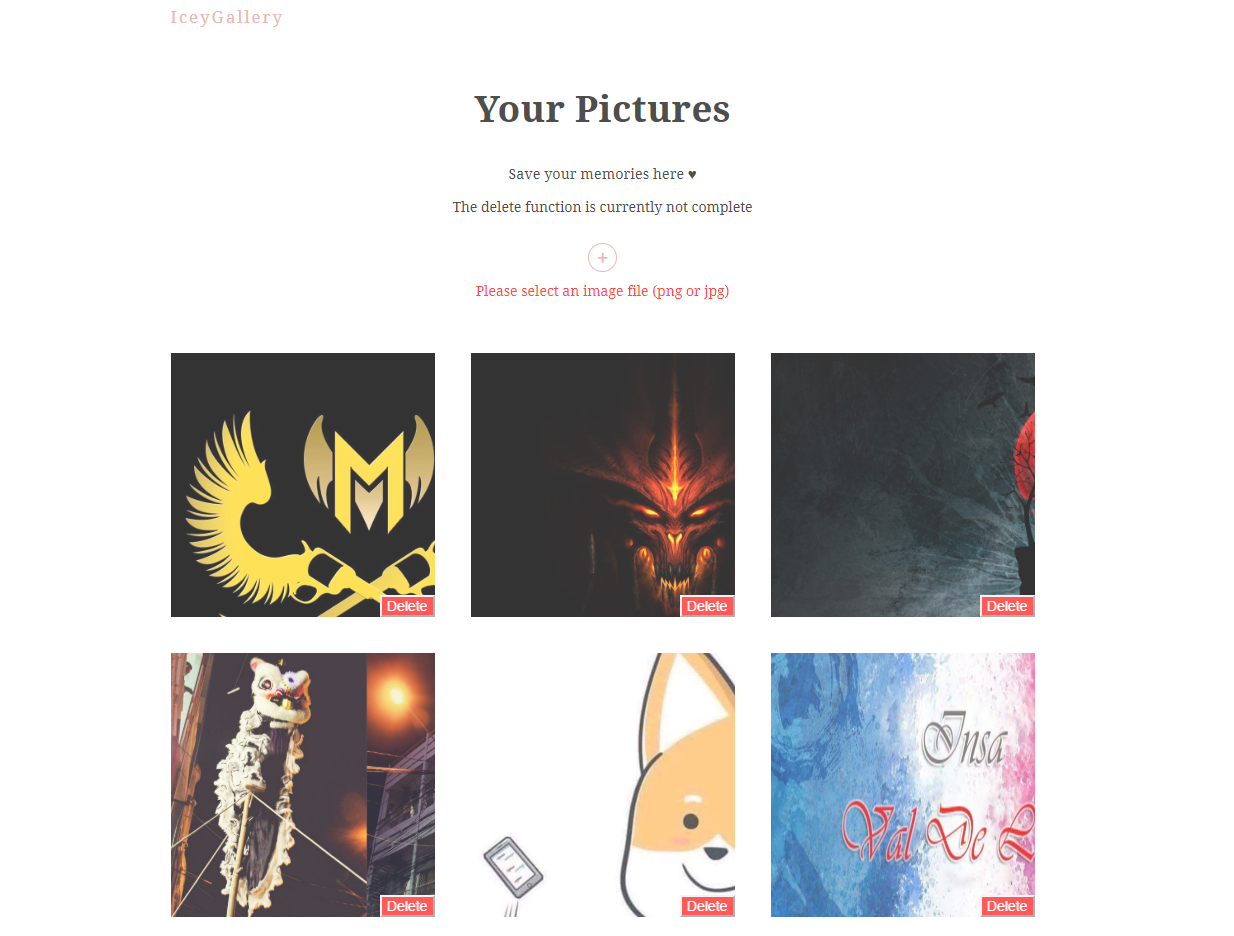 IceyGallery
Your Pictures
Save your memories here ♥
The delete function is currently not complete
+
Please select an image file (png or jpg)
M
Delete
Delete
Delete
Insa
Val De L
Delete
Delete
Delete